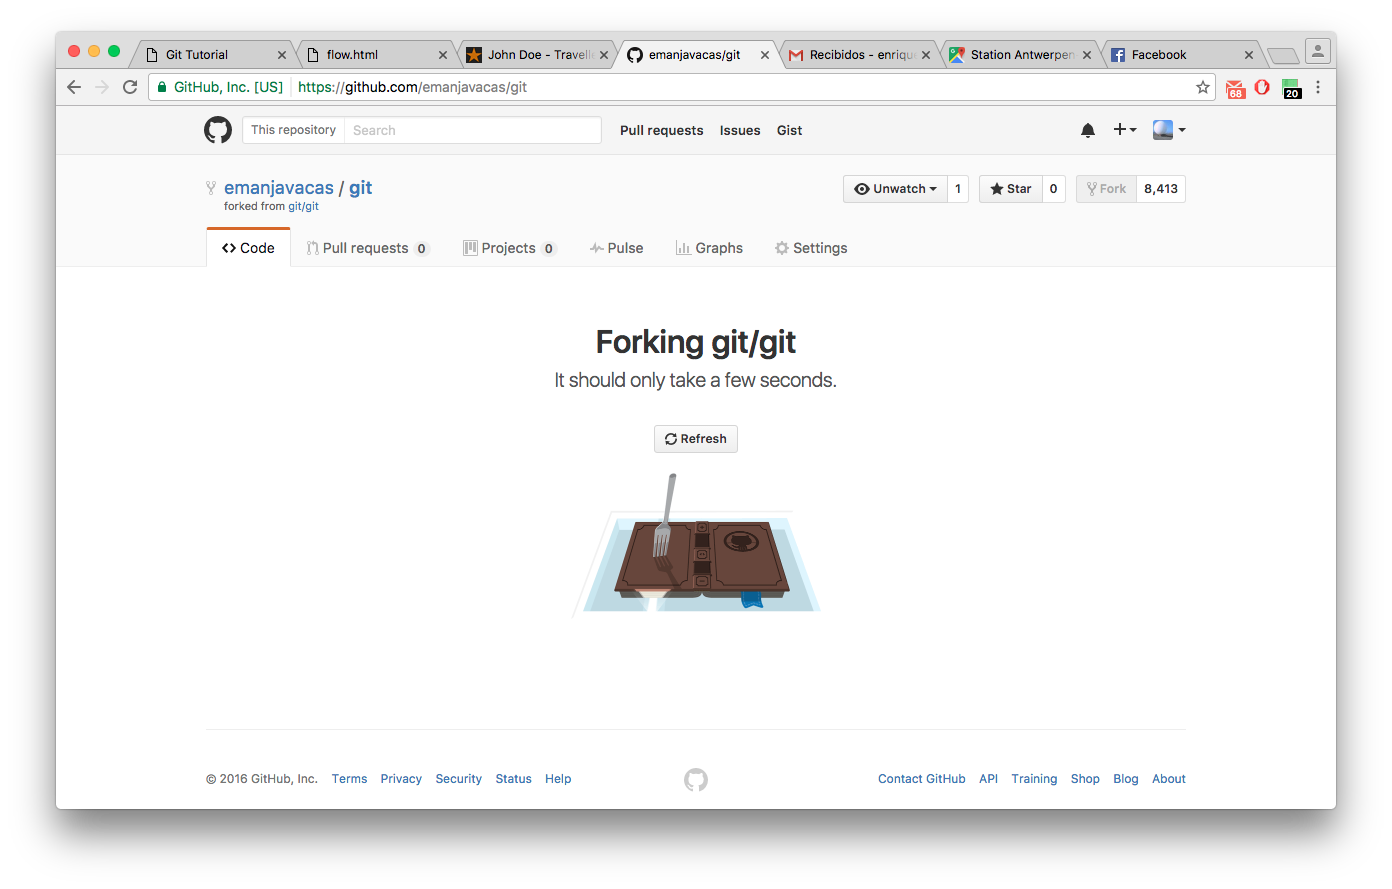 Git Tutorial
flow.html
John Doe - Travelle
emanjavacas/git
Recibidos - enrique
Station Antwerpen
Facebook
GitHub, Inc. [US] https://github.com/emanjavacas/git
68
20
This repository Search Pull requests Issues Gist
emanjavacas / git
forked from git/git
Unwatch 1 Star 0 Fork 8,413
Code Pull requests 0 Projects 0 Pulse Graphs Settings
Forking git/git
It should only take a few seconds.
Refresh
© 2016 GitHub, Inc. Terms Privacy Security Status Help Contact GitHub API Training Shop Blog About